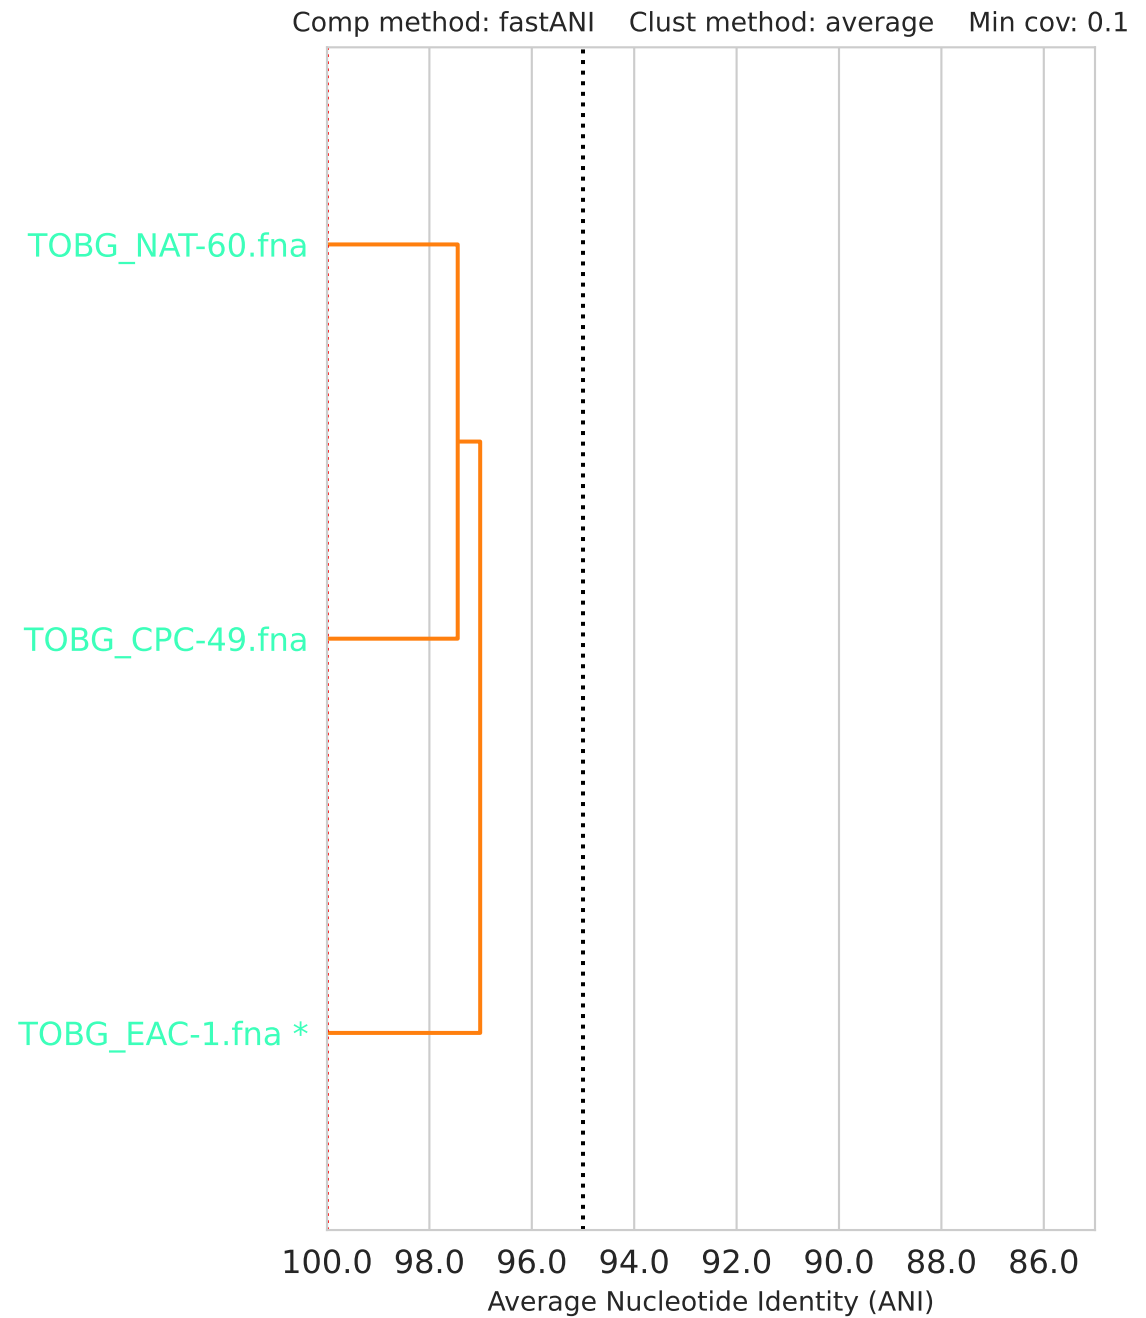 Comp method: fastANI    Clust method: average    Min cov: 0.1
TOBG_NAT-60.fna
TOBG_CPC-49.fna
TOBG_EAC-1.fna *
100.0 98.0 96.0 94.0 92.0 90.0 88.0 86.0
Average Nucleotide Identity (ANI)